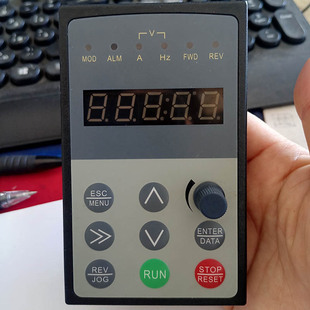 V
MOD ALM A Hz FWD REV
ESC
MENU
ENTER
DATA
REV
JOG
RUN
STOP
RESET